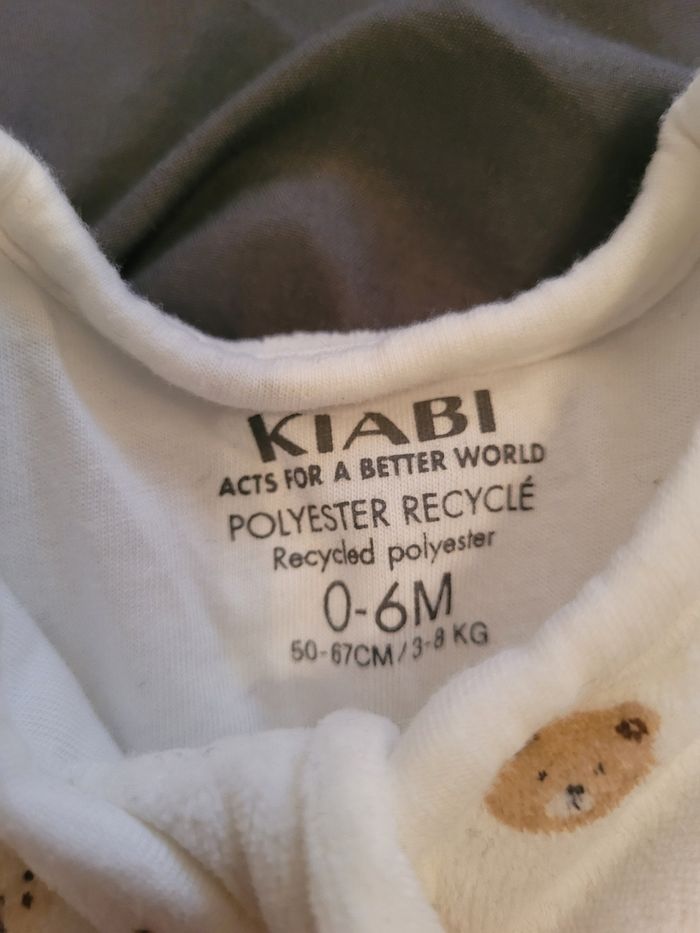 KIABI
ACTS FOR A BETTER WORLD
POLYESTER RECYCLÉ
Recycled polyester
0-6M
50-67CM/3-8 KG